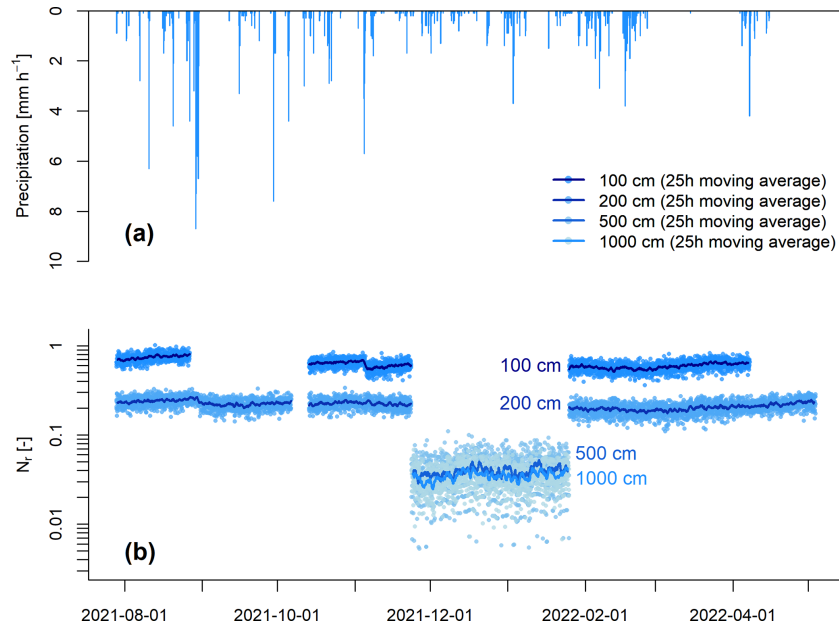 0
2
4
6
8
10
Precipitation [mm h⁻¹]
(a)
100 cm (25h moving average)
200 cm (25h moving average)
500 cm (25h moving average)
1000 cm (25h moving average)
1
0.1
0.01
Nᵣ [-]
100 cm
200 cm
500 cm
1000 cm
(b)
2021-08-01 2021-10-01 2021-12-01 2022-02-01 2022-04-01